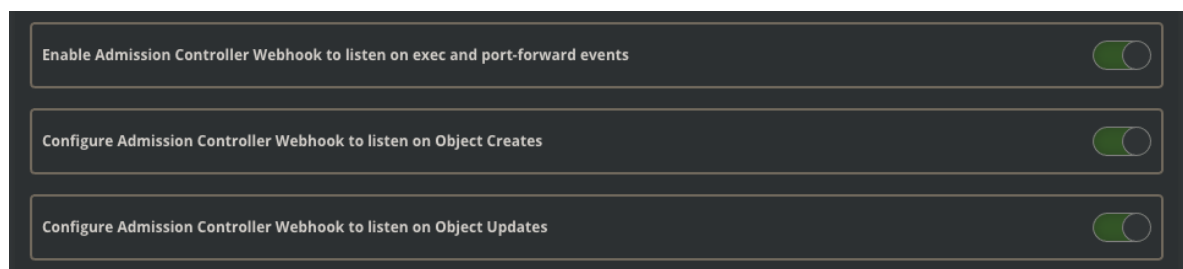 Enable Admission Controller Webhook to listen on exec and port-forward events
Configure Admission Controller Webhook to listen on Object Creates
Configure Admission Controller Webhook to listen on Object Updates